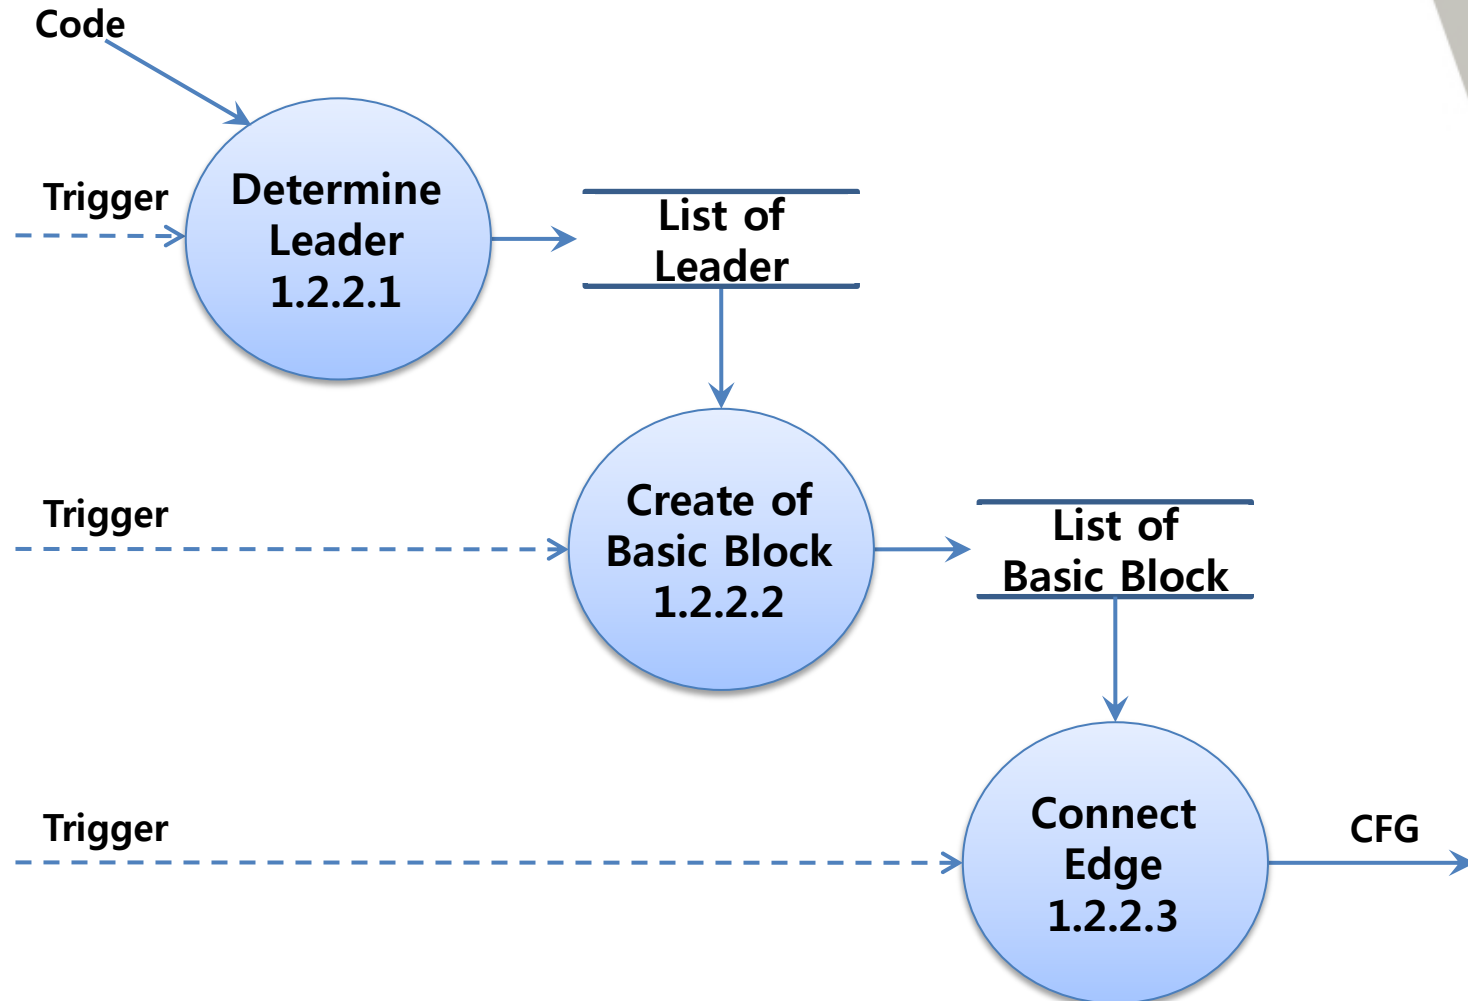 Code
Trigger
Determine
Leader
1.2.2.1
List of
Leader
Trigger
Create of
Basic Block
1.2.2.2
List of
Basic Block
Trigger
Connect
Edge
1.2.2.3
CFG